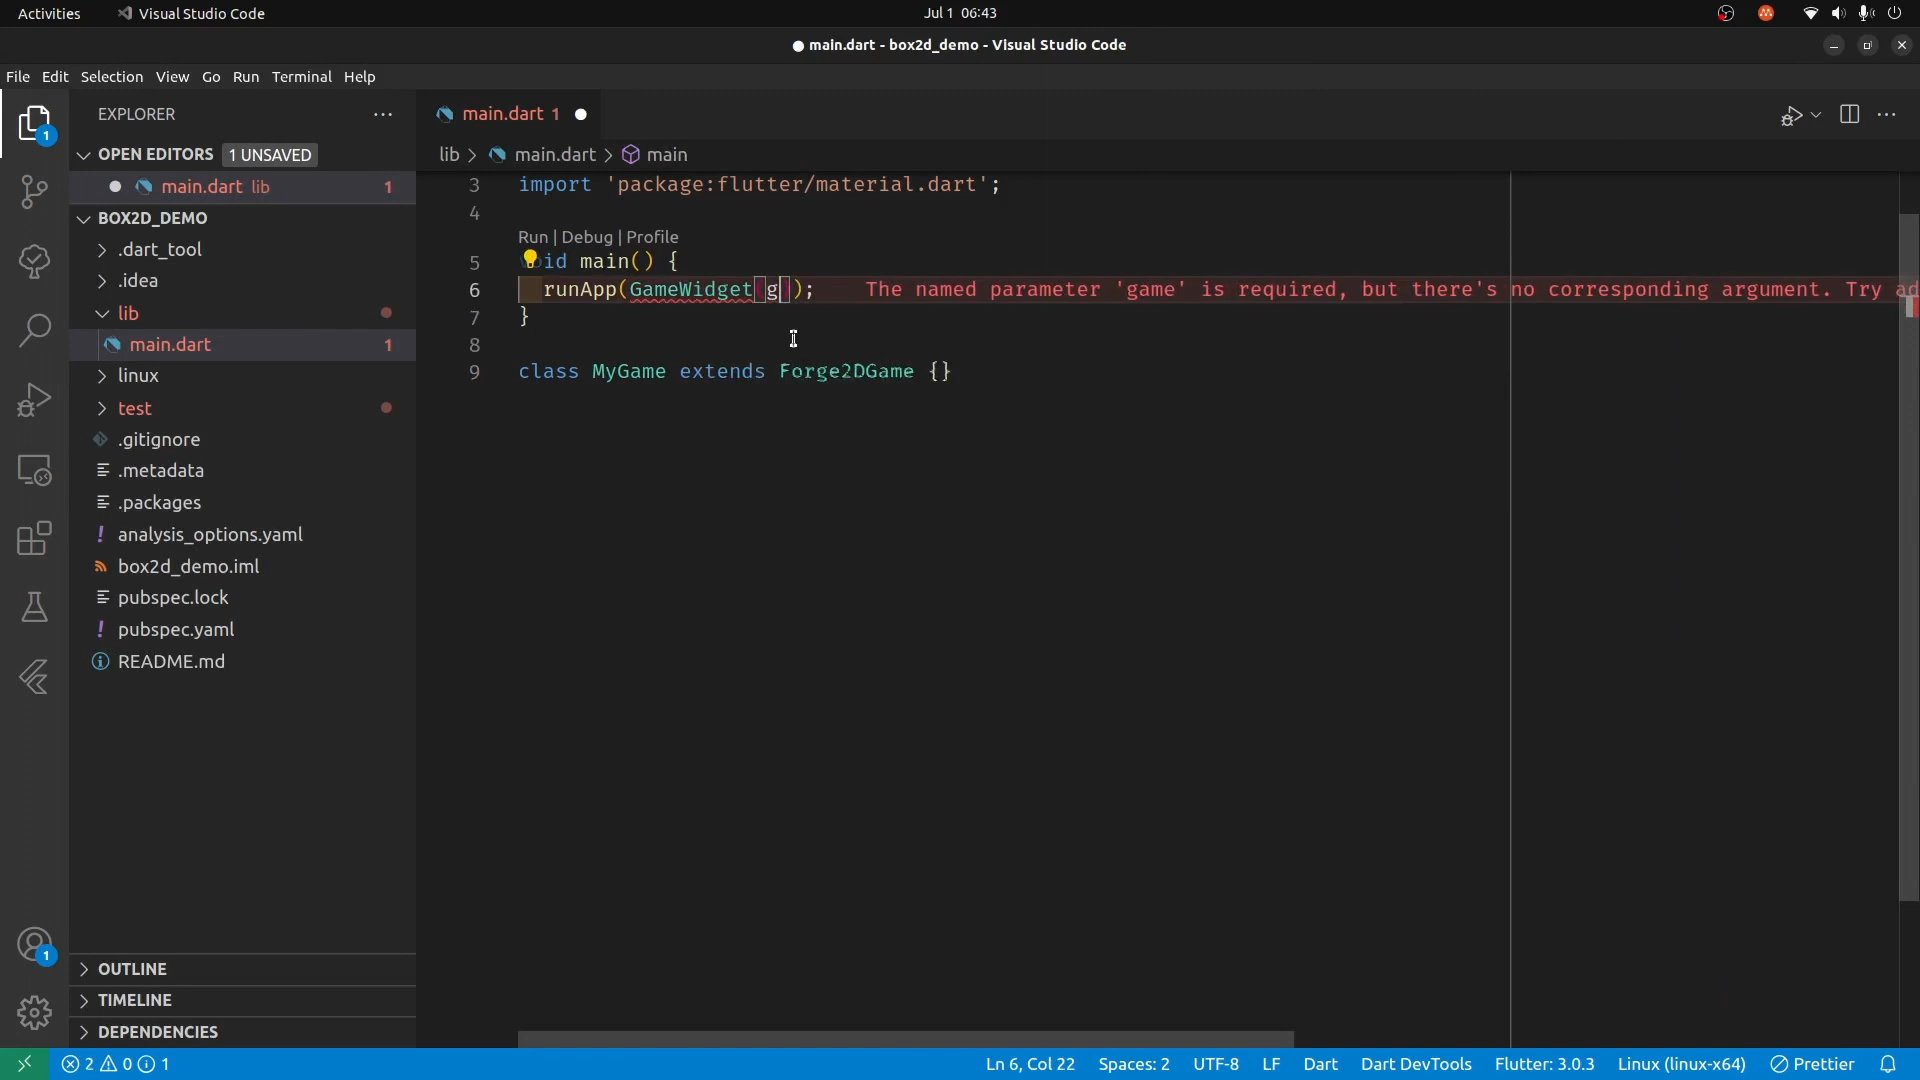 Activities Visual Studio Code Jul 1 06:43
● main.dart - box2d_demo - Visual Studio Code
File Edit Selection View Go Run Terminal Help
EXPLORER
OPEN EDITORS 1 UNSAVED
main.dart lib 1
BOX2D_DEMO
.dart_tool
.idea
lib
main.dart 1
linux
test
.gitignore
.metadata
.packages
analysis_options.yaml
box2d_demo.iml
pubspec.lock
pubspec.yaml
README.md
OUTLINE
TIMELINE
DEPENDENCIES
1
1
main.dart 1
lib > main.dart > main
3 import 'package:flutter/material.dart';
4
Run | Debug | Profile
5 void main() {
6 runApp(GameWidget(g)); The named parameter 'game' is required, but there's no corresponding argument. Try ad
7 }
8
9 class MyGame extends Forge2DGame {}
2 0 1 Ln 6, Col 22 Spaces: 2 UTF-8 LF Dart Dart DevTools Flutter: 3.0.3 Linux (linux-x64) Prettier